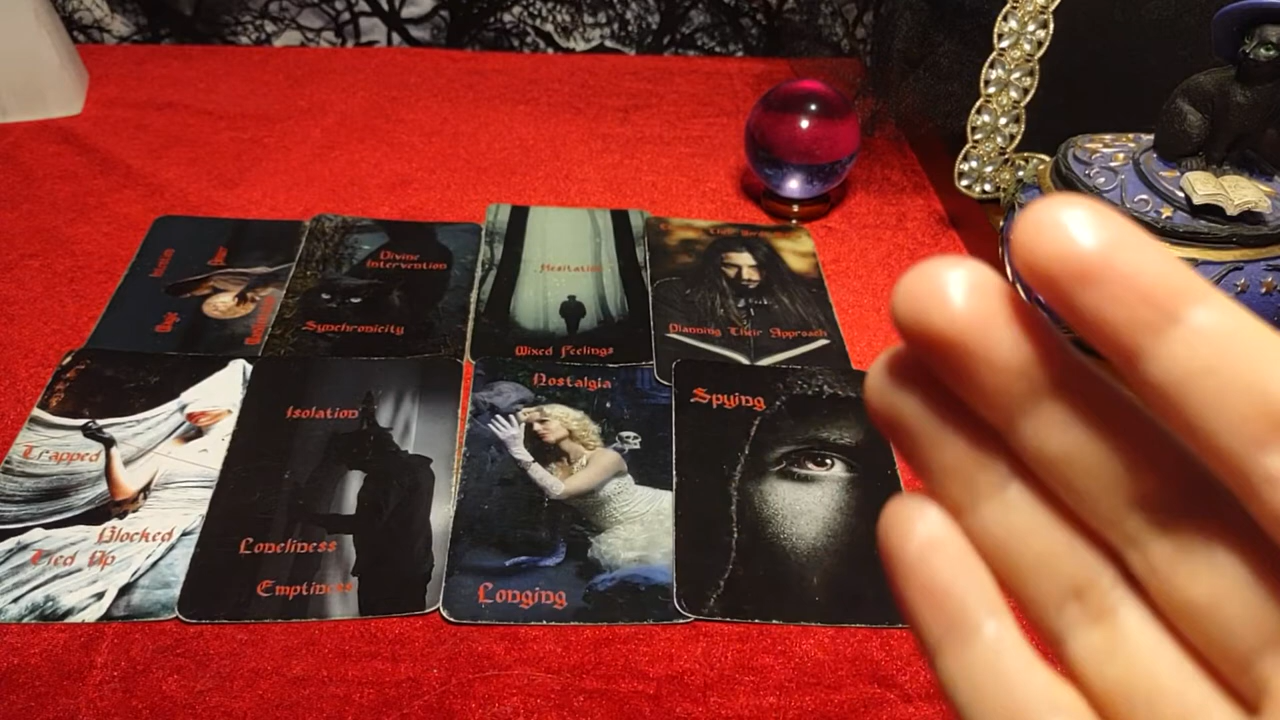 Magic
Divine
Intervention
Synchronicity
Hesitation
Mixed Feelings
Planning Their Approach
Trapped
Blocked
Tied Up
Isolation
Loneliness
Emptiness
Nostalgia
Longing
Spying